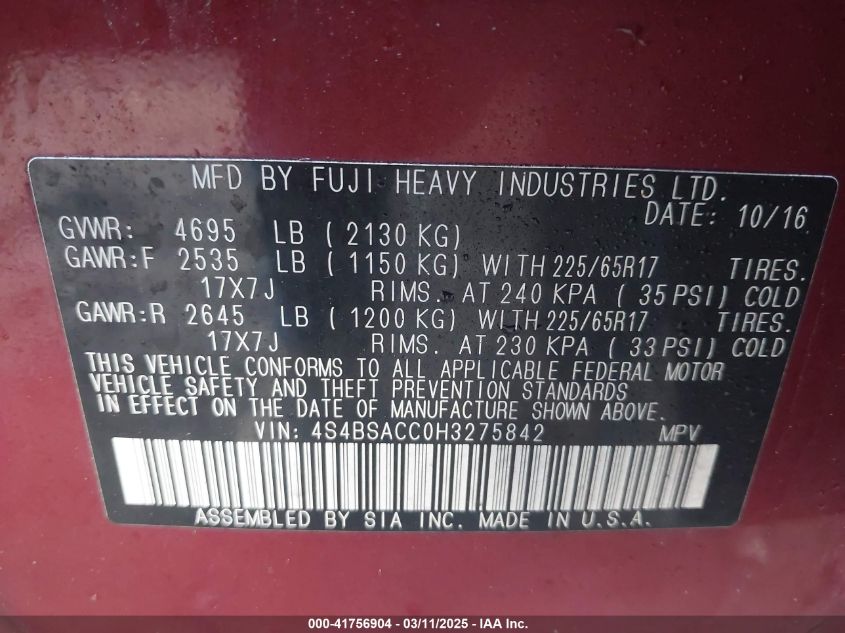 MFD BY FUJI HEAVY INDUSTRIES LTD.
DATE: 10/16
GVWR: 4695 LB ( 2130 KG)
GAWR:F 2535 LB ( 1150 KG) WITH 225/65R17 TIRES.
17X7J RIMS. AT 240 KPA ( 35 PSI) COLD
GAWR:R 2645 LB ( 1200 KG) WITH 225/65R17 TIRES.
17X7J RIMS. AT 230 KPA ( 33 PSI) COLD
THIS VEHICLE CONFORMS TO ALL APPLICABLE FEDERAL MOTOR
VEHICLE SAFETY AND THEFT PREVENTION STANDARDS
IN EFFECT ON THE DATE OF MANUFACTURE SHOWN ABOVE.
VIN: 4S4BSACC0H3275842 MPV
ASSEMBLED BY SIA INC. MADE IN U.S.A.
000-41756904 - 03/11/2025 - IAA Inc.